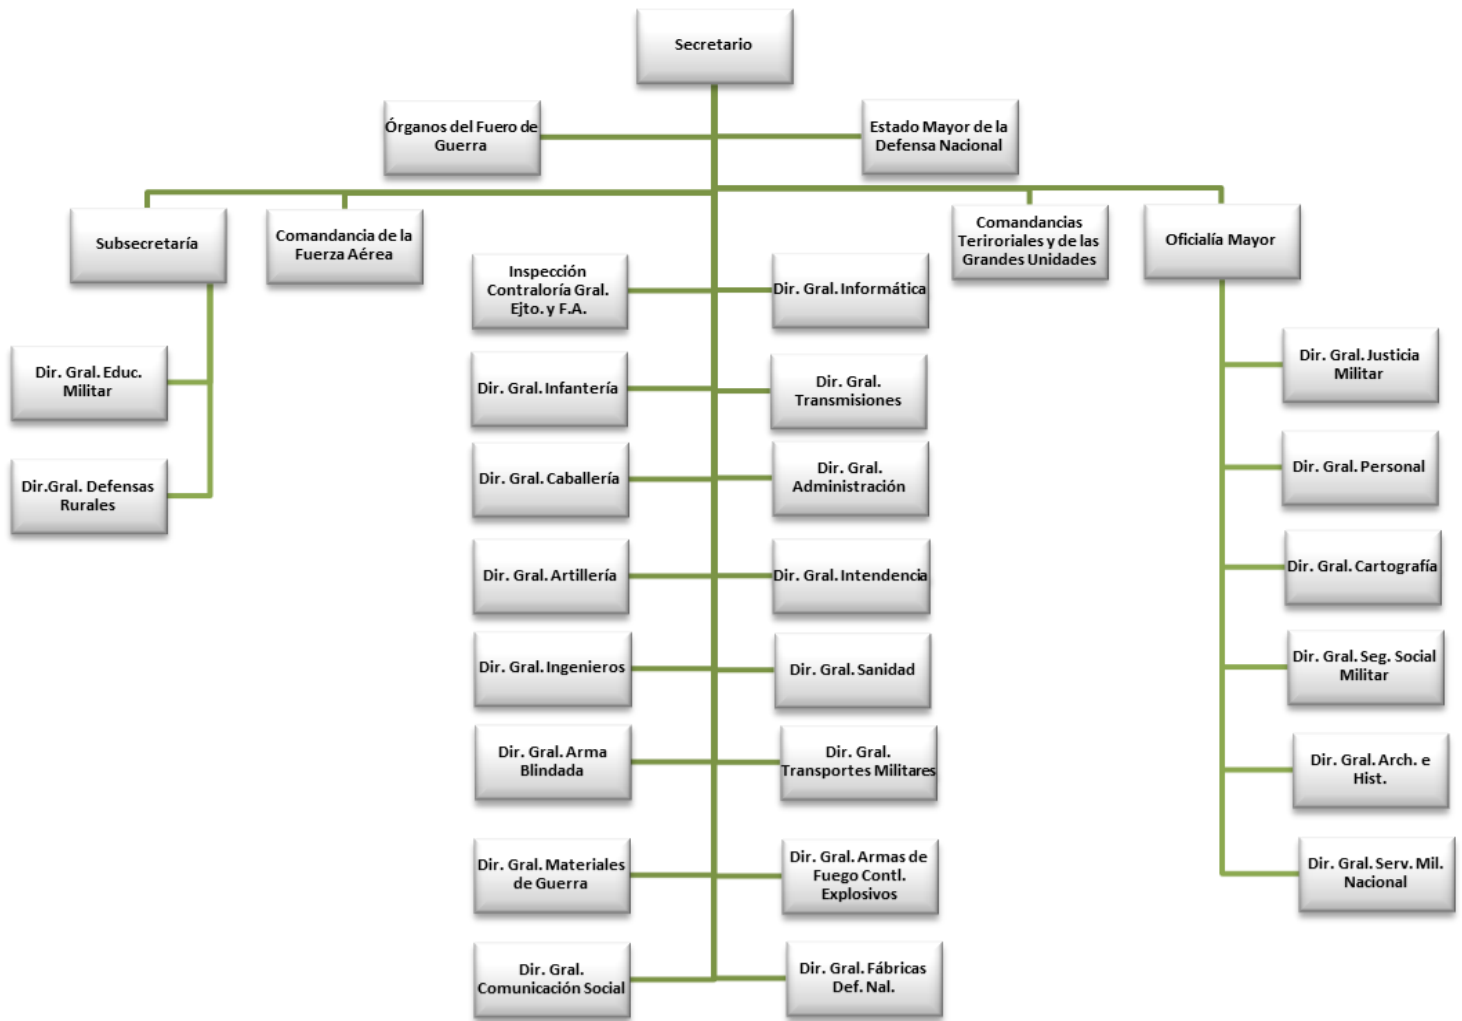 Secretario
Órganos del Fuero de
Guerra
Estado Mayor de la
Defensa Nacional
Subsecretaría
Comandancia de la
Fuerza Aérea
Comandancias
Teriroriales y de las
Grandes Unidades
Oficialía Mayor
Inspección
Contraloría Gral.
Ejto. y F.A.
Dir. Gral. Informática
Dir. Gral. Educ.
Militar
Dir. Gral. Infantería
Dir. Gral.
Transmisiones
Dir. Gral. Justicia
Militar
Dir.Gral. Defensas
Rurales
Dir. Gral. Caballería
Dir. Gral.
Administración
Dir. Gral. Personal
Dir. Gral. Artillería
Dir. Gral. Intendencia
Dir. Gral. Cartografía
Dir. Gral. Ingenieros
Dir. Gral. Sanidad
Dir. Gral. Seg. Social
Militar
Dir. Gral. Arma
Blindada
Dir. Gral.
Transportes Militares
Dir. Gral. Arch. e
Hist.
Dir. Gral. Materiales
de Guerra
Dir. Gral. Armas de
Fuego Contl.
Explosivos
Dir. Gral. Serv. Mil.
Nacional
Dir. Gral.
Comunicación Social
Dir. Gral. Fábricas
Def. Nal.